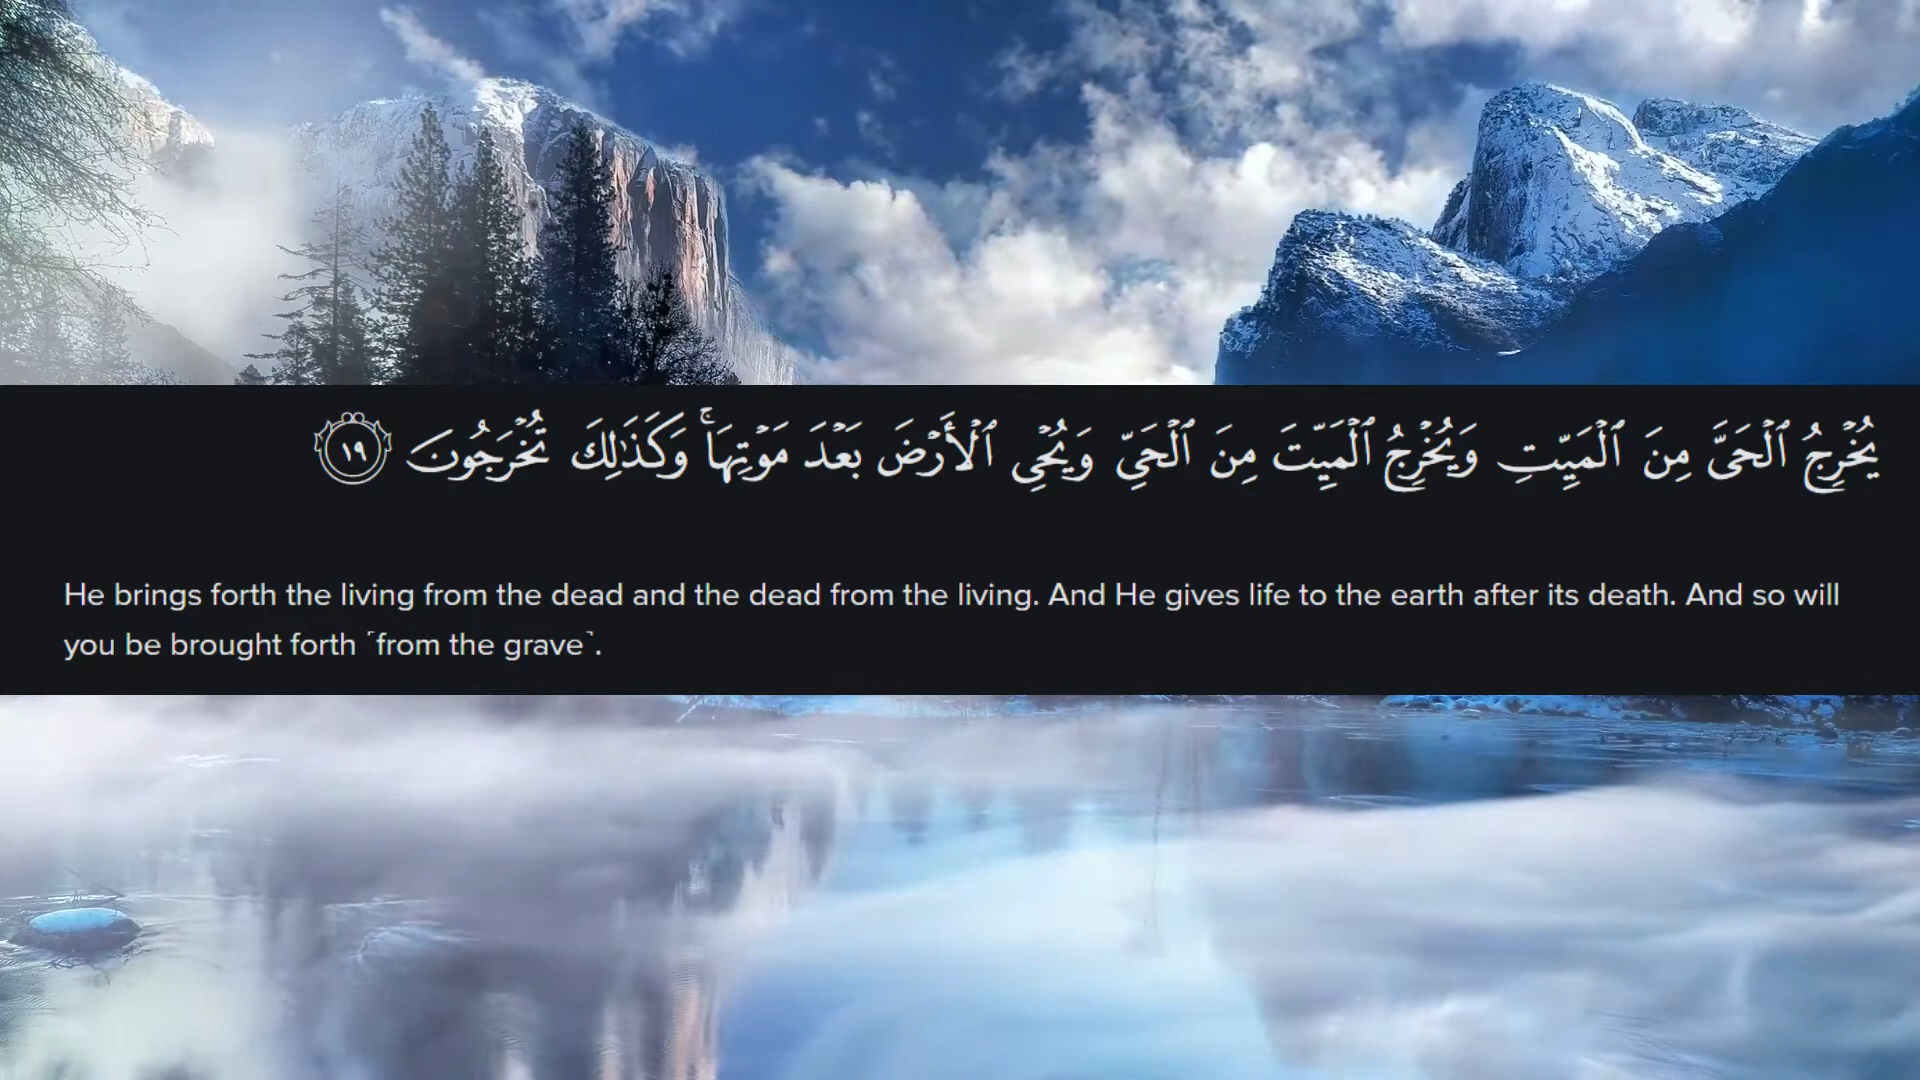 يُخْرِجُ ٱلْحَىَّ مِنَ ٱلْمَيِّتِ وَيُخْرِجُ ٱلْمَيِّتَ مِنَ ٱلْحَىِّ وَيُحْىِ ٱلْأَرْضَ بَعْدَ مَوْتِهَا ۚ وَكَذَٰلِكَ تُخْرَجُونَ ١٩
He brings forth the living from the dead and the dead from the living. And He gives life to the earth after its death. And so will
you be brought forth ˹from the grave˺.